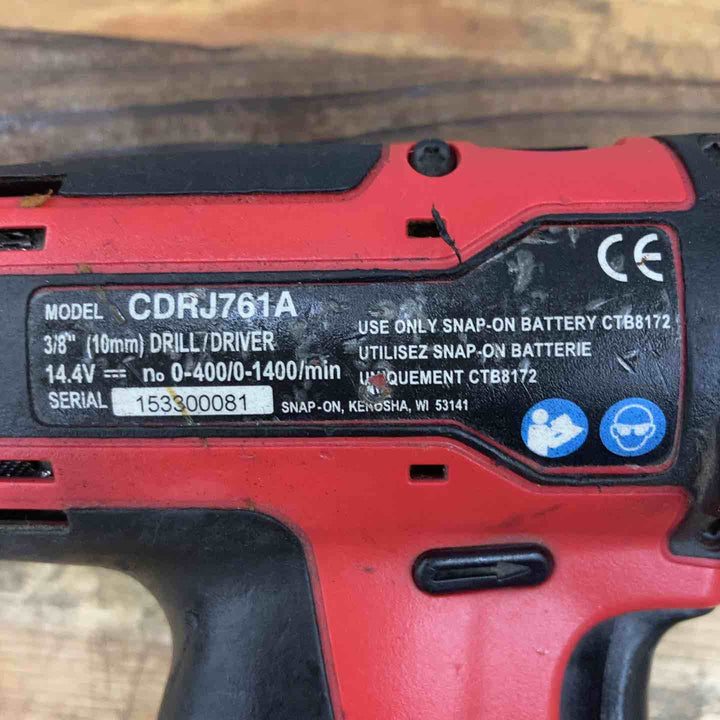 MODEL CDRJ761A
3/8" (10mm) DRILL/DRIVER
14.4V ⎓ no 0-400/0-1400/min
SERIAL 153300081
SNAP-ON, KENOSHA, WI 53141
USE ONLY SNAP-ON BATTERY CTB8172
UTILISEZ SNAP-ON BATTERIE
UNIQUEMENT CTB8172
CE